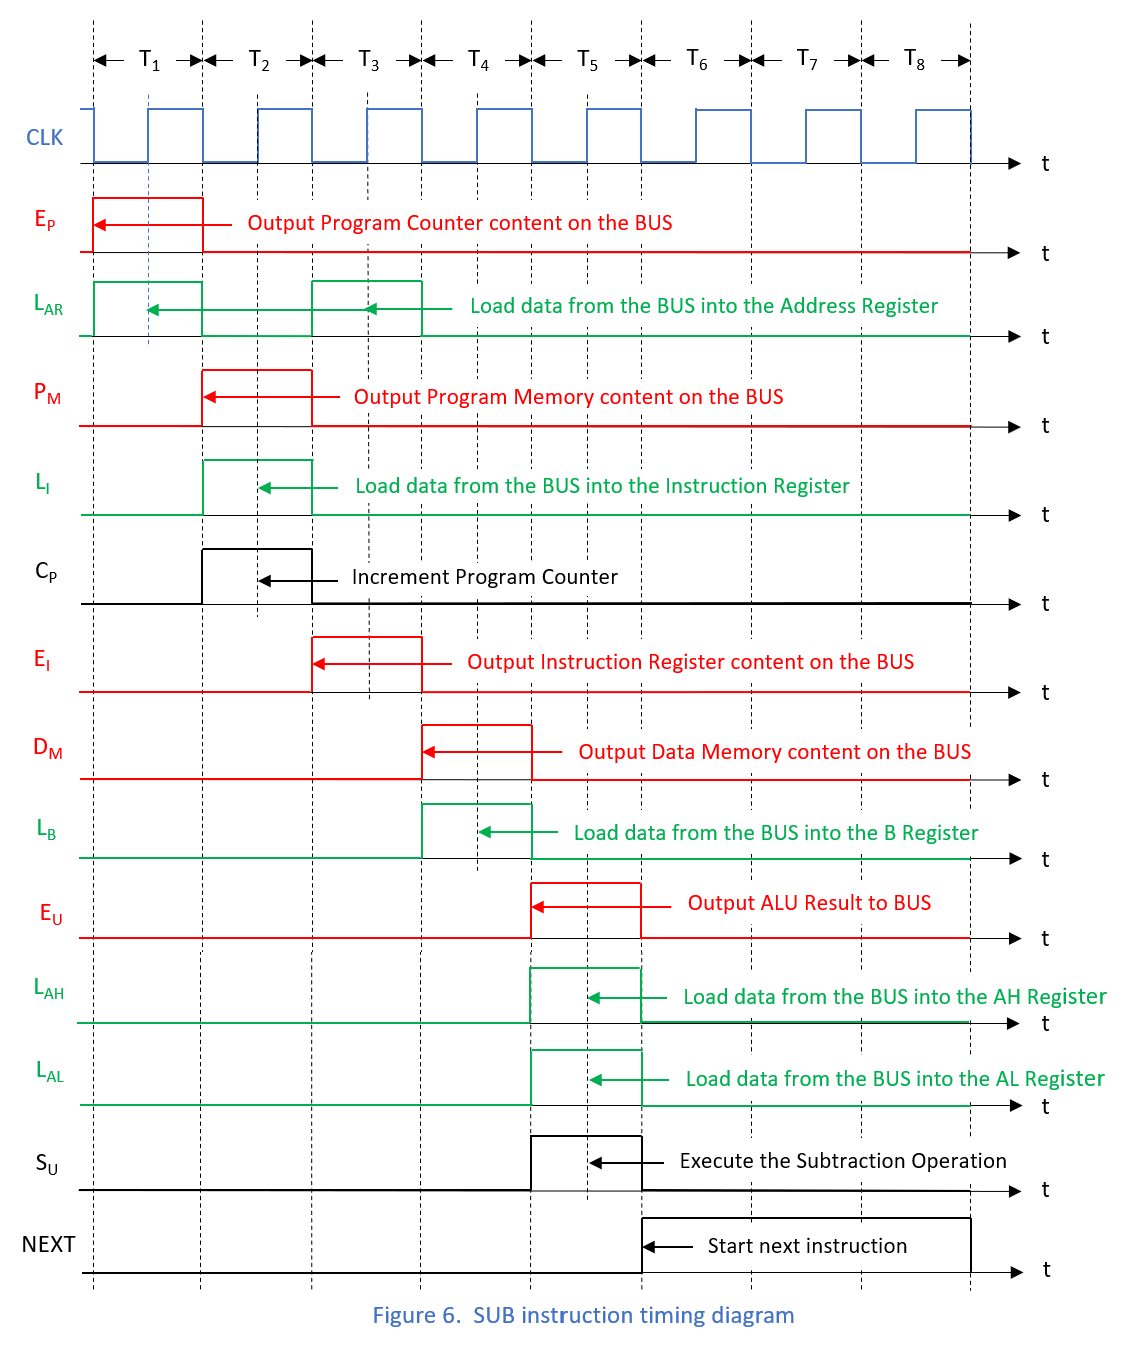 T1 T2 T3 T4 T5 T6 T7 T8
CLK t
EP Output Program Counter content on the BUS t
LAR Load data from the BUS into the Address Register t
PM Output Program Memory content on the BUS t
LI Load data from the BUS into the Instruction Register t
CP Increment Program Counter t
EI Output Instruction Register content on the BUS t
DM Output Data Memory content on the BUS t
LB Load data from the BUS into the B Register t
EU Output ALU Result to BUS t
LAH Load data from the BUS into the AH Register t
LAL Load data from the BUS into the AL Register t
SU Execute the Subtraction Operation t
NEXT Start next instruction t
Figure 6. SUB instruction timing diagram